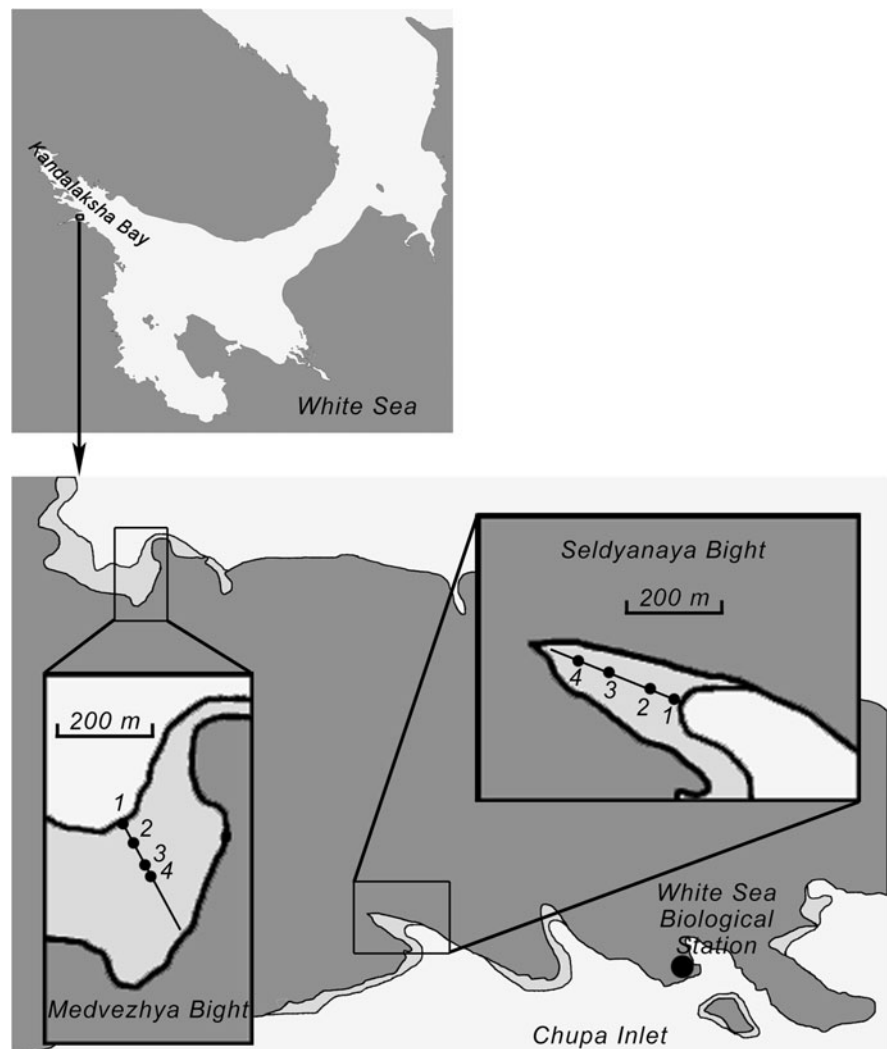 Kandalaksha Bay
White Sea
Seldyanaya Bight
200 m
4
3
2
1
200 m
1
2
3
4
Medvezhya Bight
White Sea
Biological
Station
Chupa Inlet